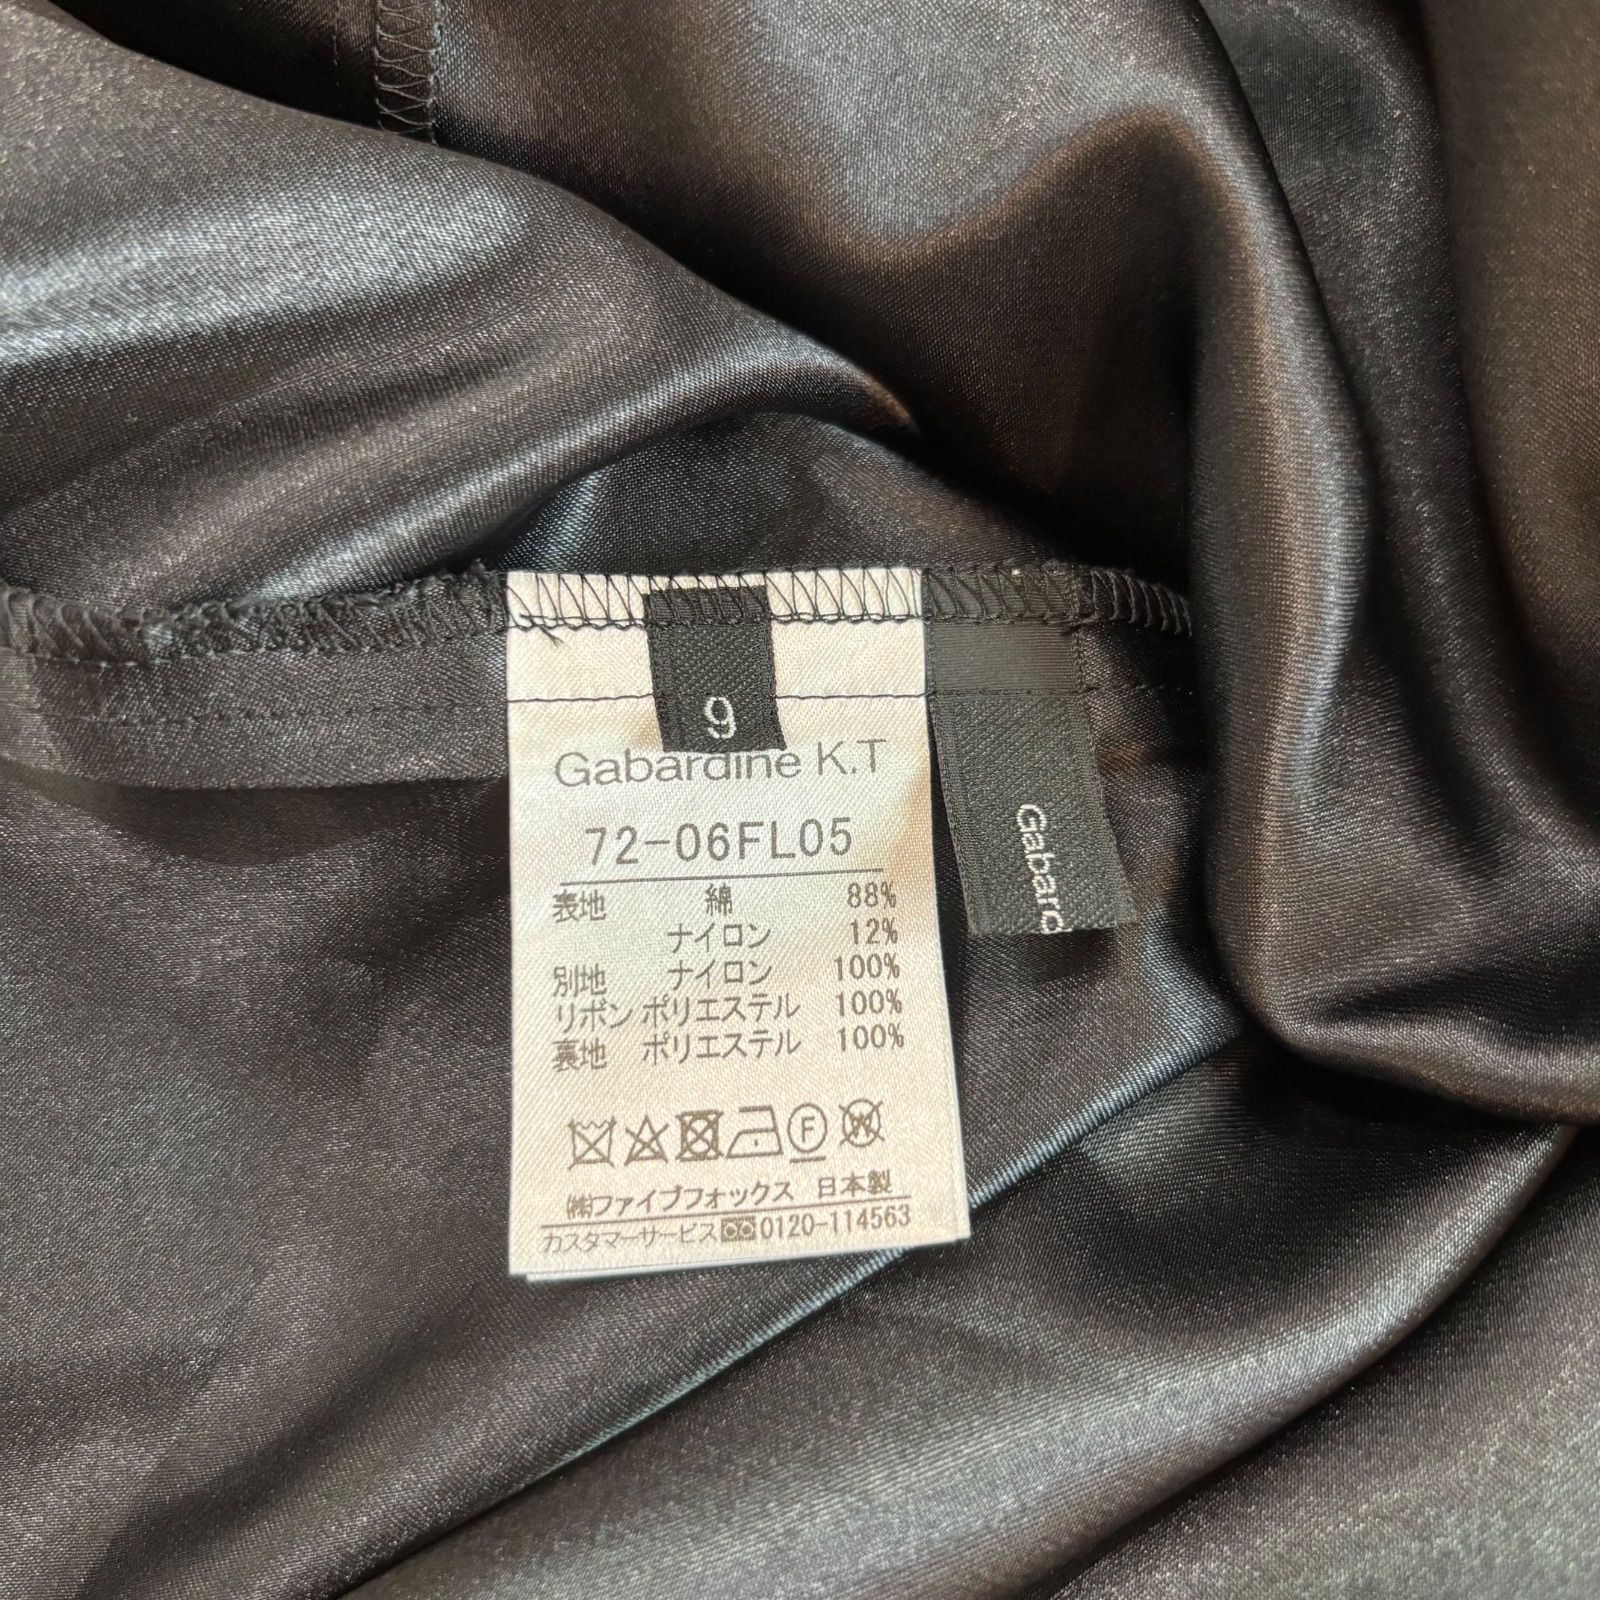 9
Gabardine K.T
72-06FL05
表地 綿 88%
ナイロン 12%
別地 ナイロン 100%
リボン ポリエステル 100%
裏地 ポリエステル 100%
F
W
㈱ファイブフォックス 日本製
カスタマーサービス 0120-114563
Gabard